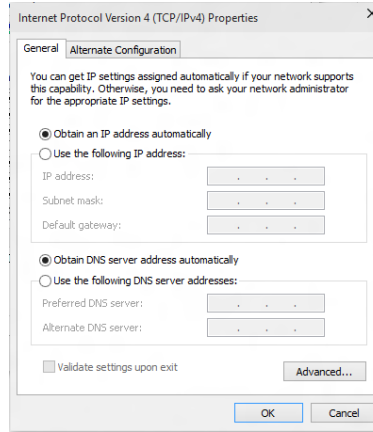 Internet Protocol Version 4 (TCP/IPv4) Properties
General
Alternate Configuration
You can get IP settings assigned automatically if your network supports
this capability. Otherwise, you need to ask your network administrator
for the appropriate IP settings.
Obtain an IP address automatically
Use the following IP address:
IP address:
Subnet mask:
Default gateway:
Obtain DNS server address automatically
Use the following DNS server addresses:
Preferred DNS server:
Alternate DNS server:
Validate settings upon exit
Advanced...
OK
Cancel